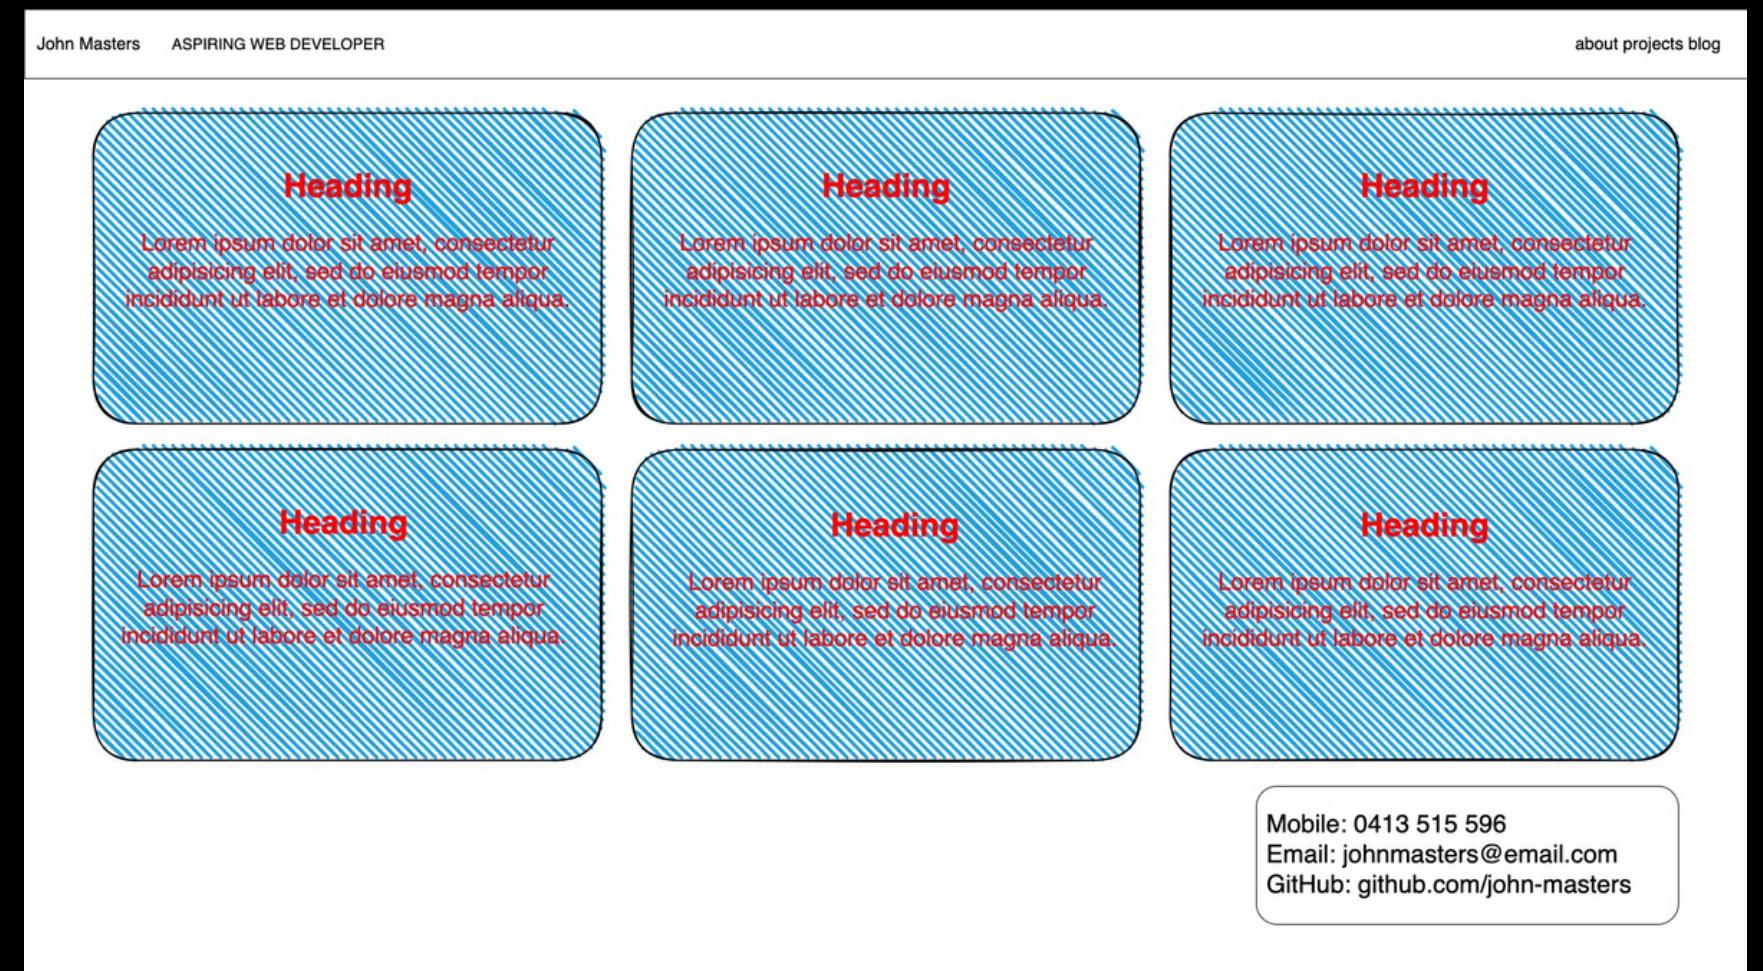 John Masters ASPIRING WEB DEVELOPER about projects blog
Heading
Lorem ipsum dolor sit amet, consectetur
adipisicing elit, sed do eiusmod tempor
incididunt ut labore et dolore magna aliqua.
Heading
Lorem ipsum dolor sit amet, consectetur
adipisicing elit, sed do eiusmod tempor
incididunt ut labore et dolore magna aliqua.
Heading
Lorem ipsum dolor sit amet, consectetur
adipisicing elit, sed do eiusmod tempor
incididunt ut labore et dolore magna aliqua.
Heading
Lorem ipsum dolor sit amet, consectetur
adipisicing elit, sed do eiusmod tempor
incididunt ut labore et dolore magna aliqua.
Heading
Lorem ipsum dolor sit amet, consectetur
adipisicing elit, sed do eiusmod tempor
incididunt ut labore et dolore magna aliqua.
Heading
Lorem ipsum dolor sit amet, consectetur
adipisicing elit, sed do eiusmod tempor
incididunt ut labore et dolore magna aliqua.
Mobile: 0413 515 596
Email: johnmasters@email.com
GitHub: github.com/john-masters